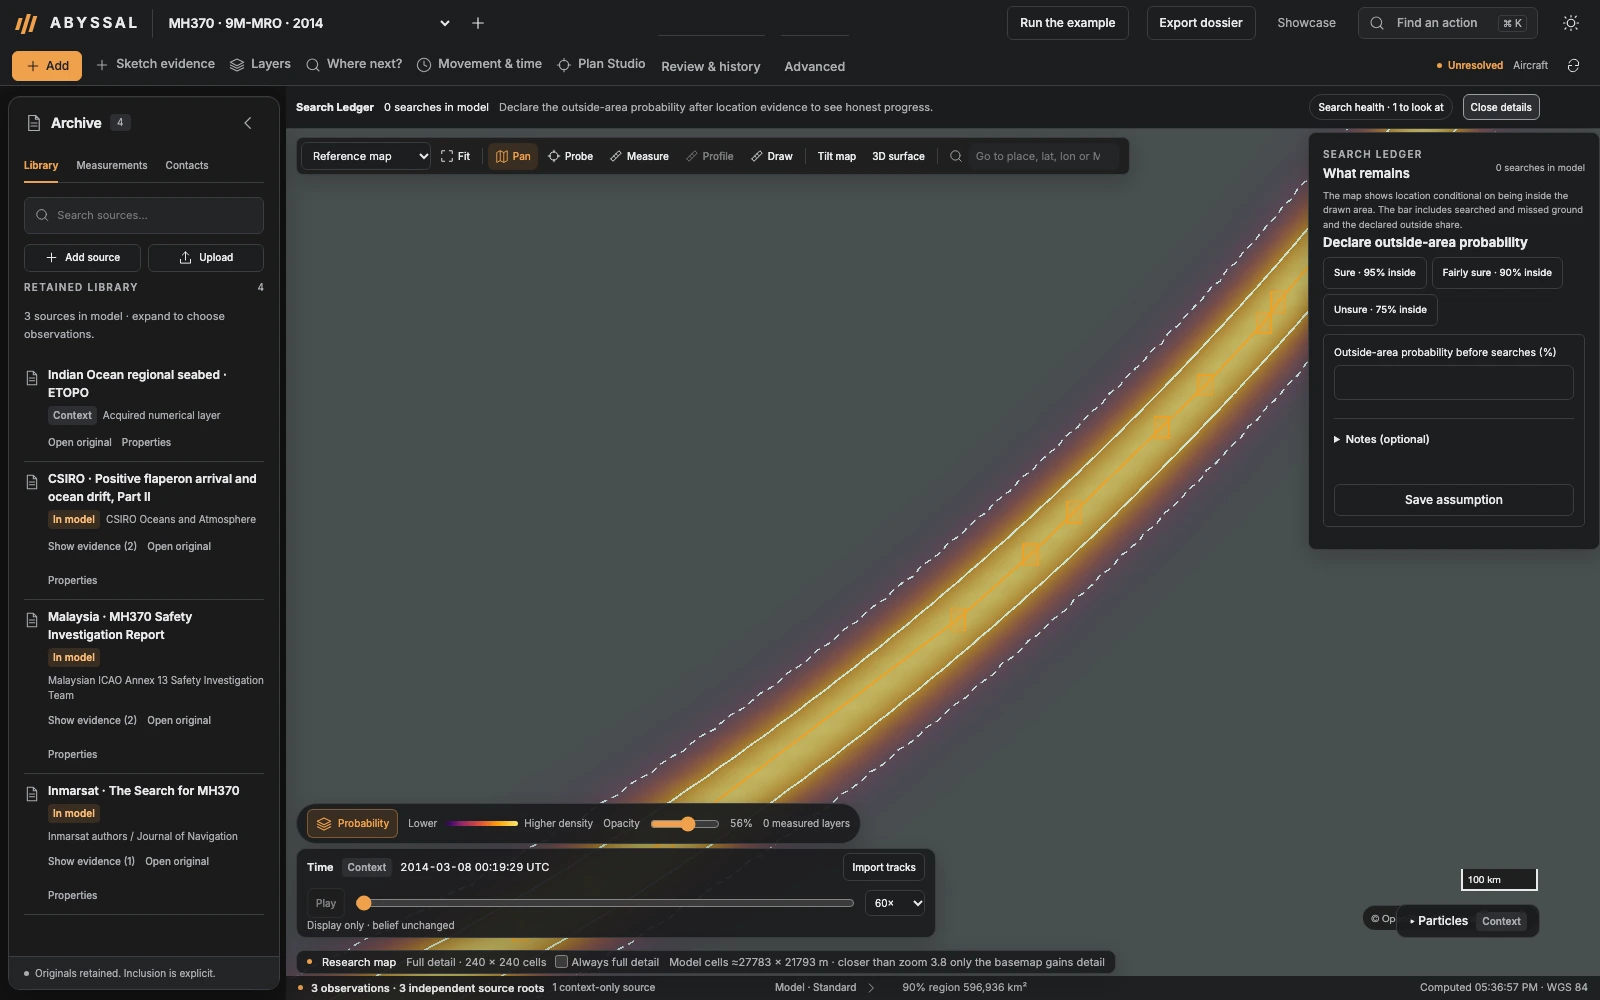 ABYSSAL
MH370 · 9M-MRO · 2014
Run the example
Export dossier
Showcase
Find an action
⌘ K
Add
Sketch evidence
Layers
Where next?
Movement & time
Plan Studio
Review & history
Advanced
Unresolved
Aircraft
Archive
4
Library
Measurements
Contacts
Search sources...
Add source
Upload
RETAINED LIBRARY
4
3 sources in model · expand to choose
observations.
Indian Ocean regional seabed ·
ETOPO
Context
Acquired numerical layer
Open original
Properties
CSIRO · Positive flaperon arrival and
ocean drift, Part II
In model
CSIRO Oceans and Atmosphere
Show evidence (2)
Open original
Properties
Malaysia · MH370 Safety
Investigation Report
In model
Malaysian ICAO Annex 13 Safety Investigation
Team
Show evidence (2)
Open original
Properties
Inmarsat · The Search for MH370
In model
Inmarsat authors / Journal of Navigation
Show evidence (1)
Open original
Properties
Originals retained. Inclusion is explicit.
Search Ledger
0 searches in model
Declare the outside-area probability after location evidence to see honest progress.
Search health · 1 to look at
Close details
Reference map
Fit
Pan
Probe
Measure
Profile
Draw
Tilt map
3D surface
Go to place, lat, lon or M
SEARCH LEDGER
What remains
0 searches in model
The map shows location conditional on being inside the
drawn area. The bar includes searched and missed ground
and the declared outside share.
Declare outside-area probability
Sure · 95% inside
Fairly sure · 90% inside
Unsure · 75% inside
Outside-area probability before searches (%)
Notes (optional)
Save assumption
Probability
Lower
Higher density
Opacity
56%
0 measured layers
Time
Context
2014-03-08 00:19:29 UTC
Import tracks
Play
60×
Display only · belief unchanged
100 km
© Op
Particles
Context
Research map
Full detail · 240 × 240 cells
Always full detail
Model cells ≈27783 × 21793 m · closer than zoom 3.8 only the basemap gains detail
3 observations · 3 independent source roots
1 context-only source
Model · Standard
90% region 596,936 km²
Computed 05:36:57 PM · WGS 84